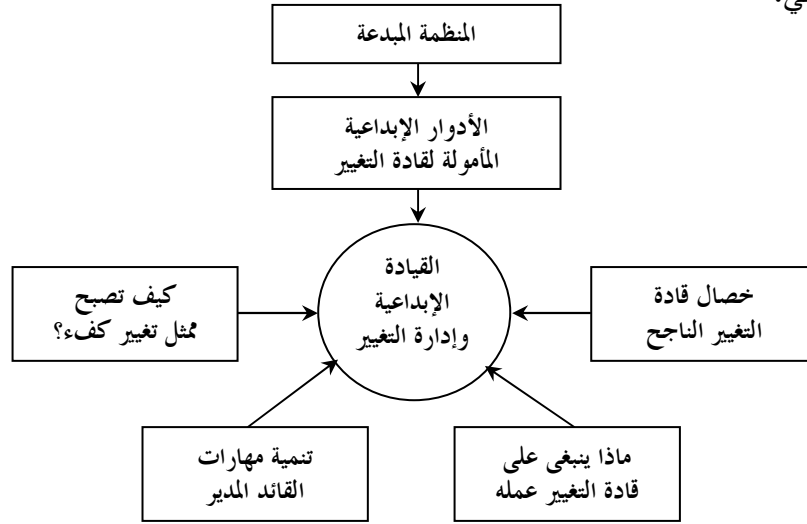 المنظمة المبدعة
الأدوار الإبداعية
المأمولة لقادة التغيير
القيادة
الإبداعية
وإدارة التغيير
خصال قادة
التغيير الناجح
كيف تصبح
ممثل تغيير كفء؟
ماذا ينبغى على
قادة التغيير عمله
تنمية مهارات
القائد المدير